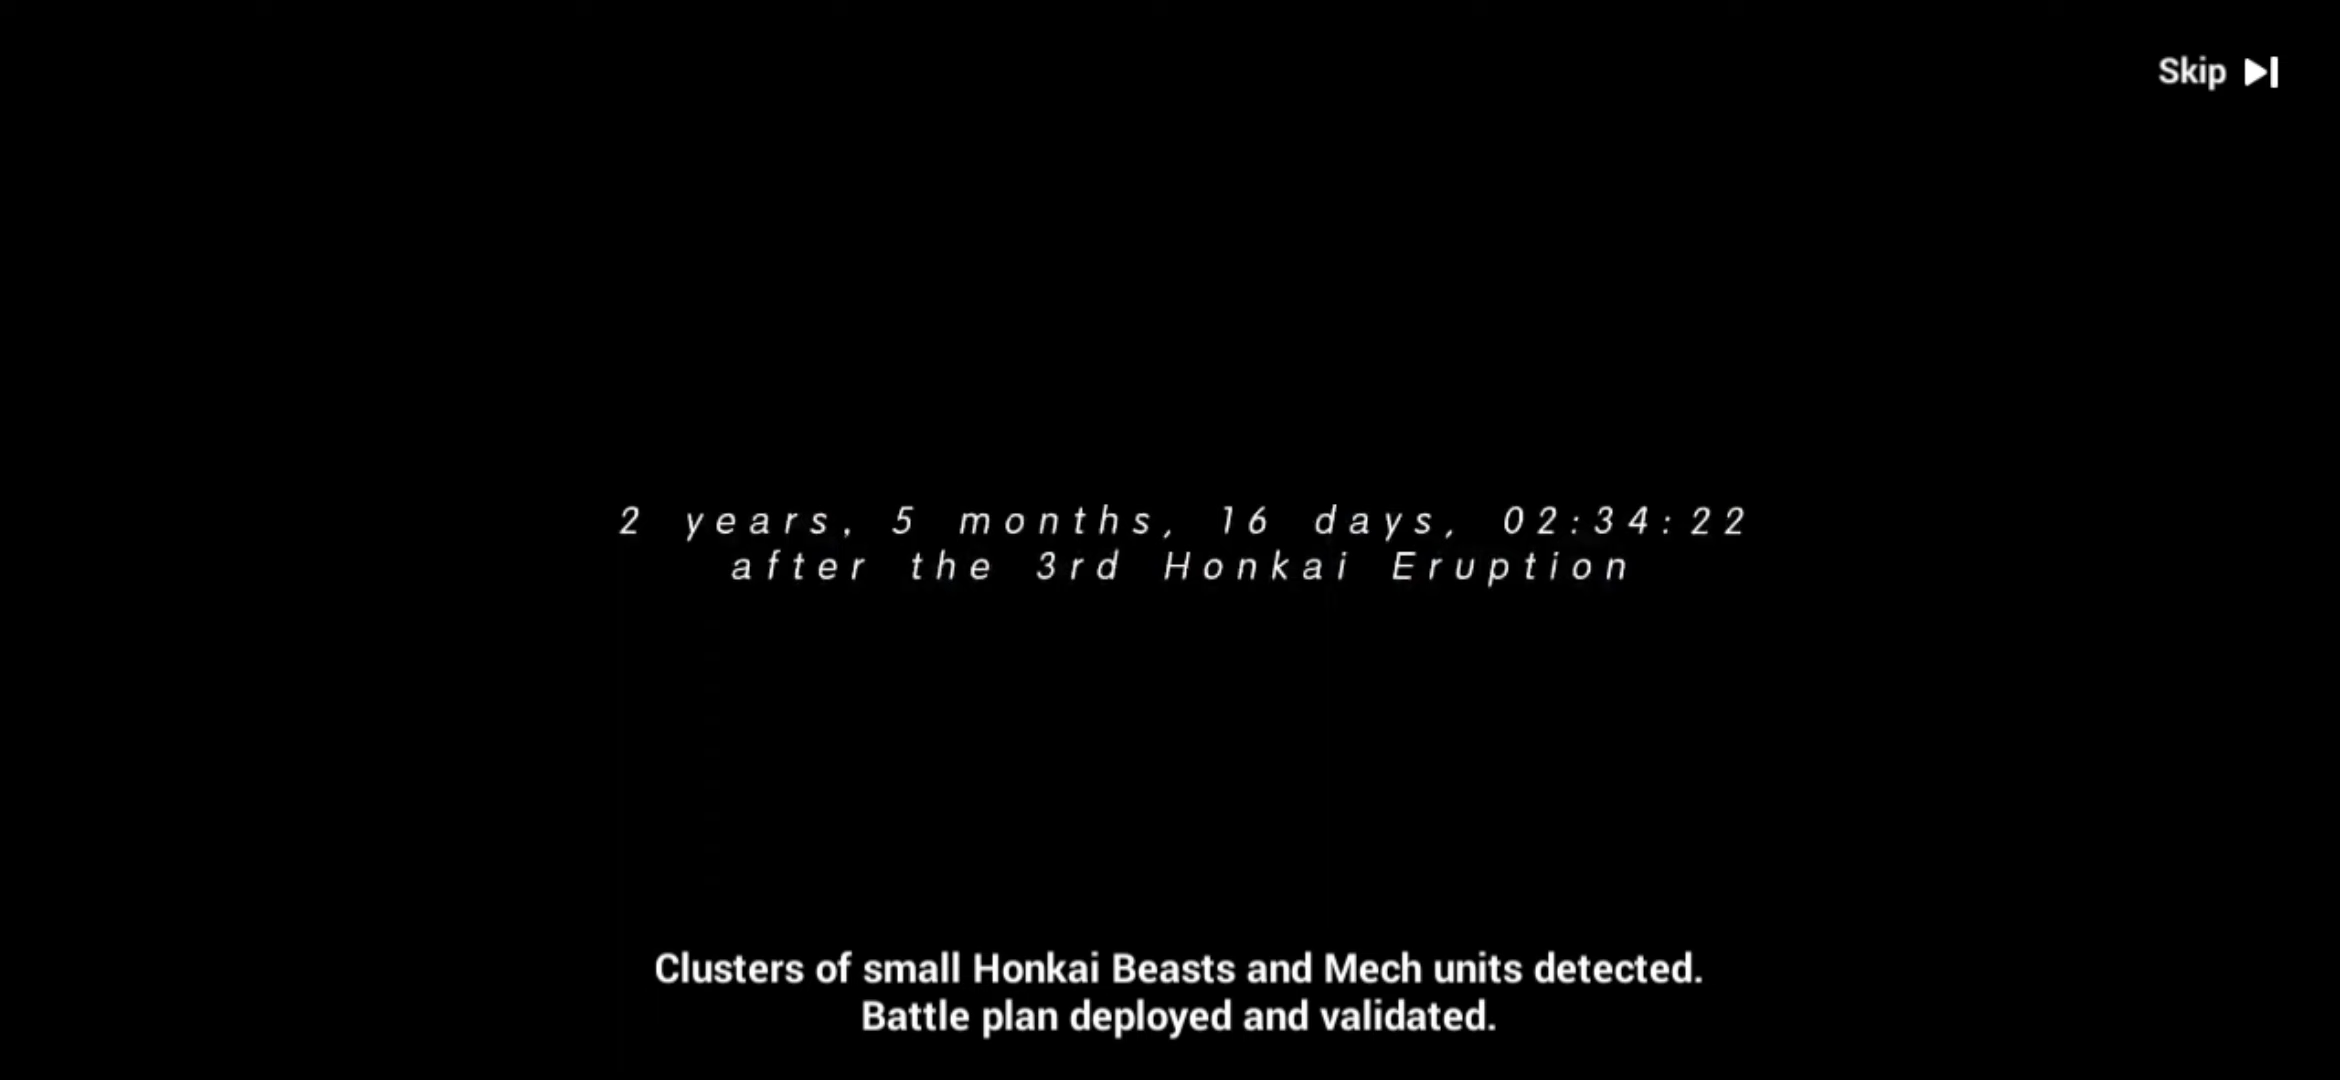 Skip
2 years, 5 months, 16 days, 02:34:22
after the 3rd Honkai Eruption
Clusters of small Honkai Beasts and Mech units detected.
Battle plan deployed and validated.